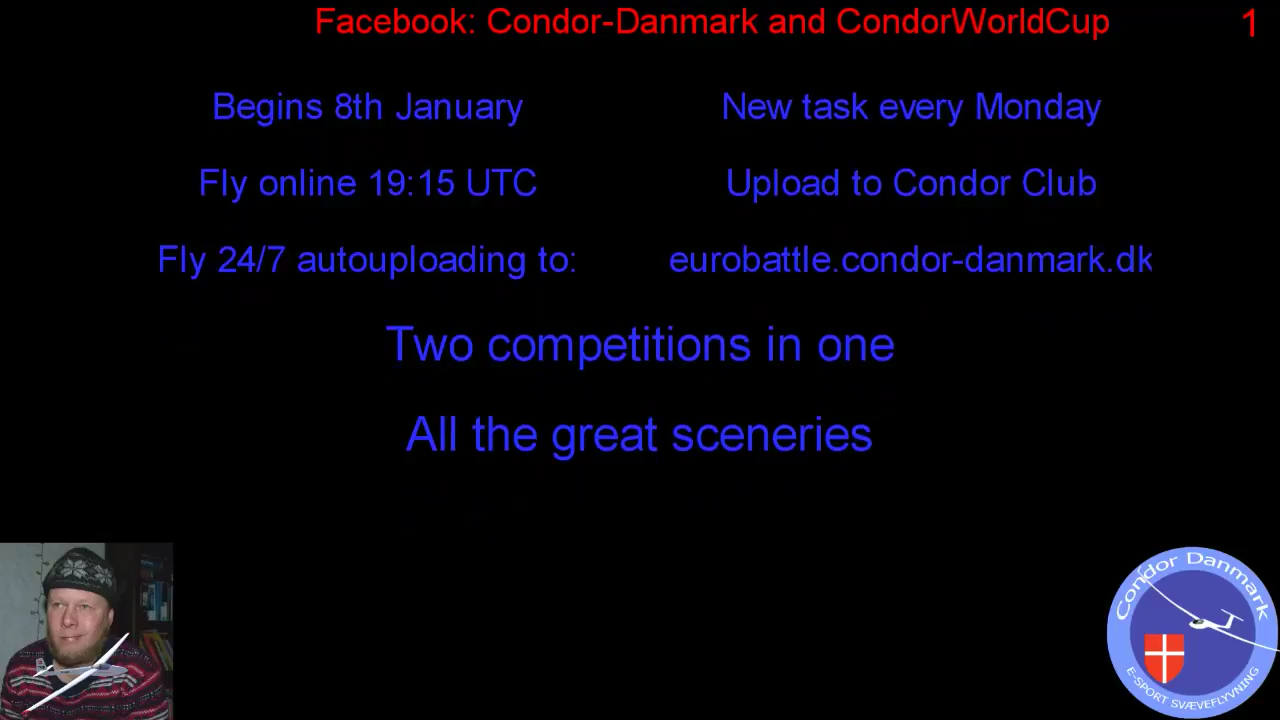 Facebook: Condor-Danmark and CondorWorldCup
1
Begins 8th January
New task every Monday
Fly online 19:15 UTC
Upload to Condor Club
Fly 24/7 autouploading to:
eurobattle.condor-danmark.dk
Two competitions in one
All the great sceneries
Condor Danmark
E-SPORT SVÆVEFLYVNING